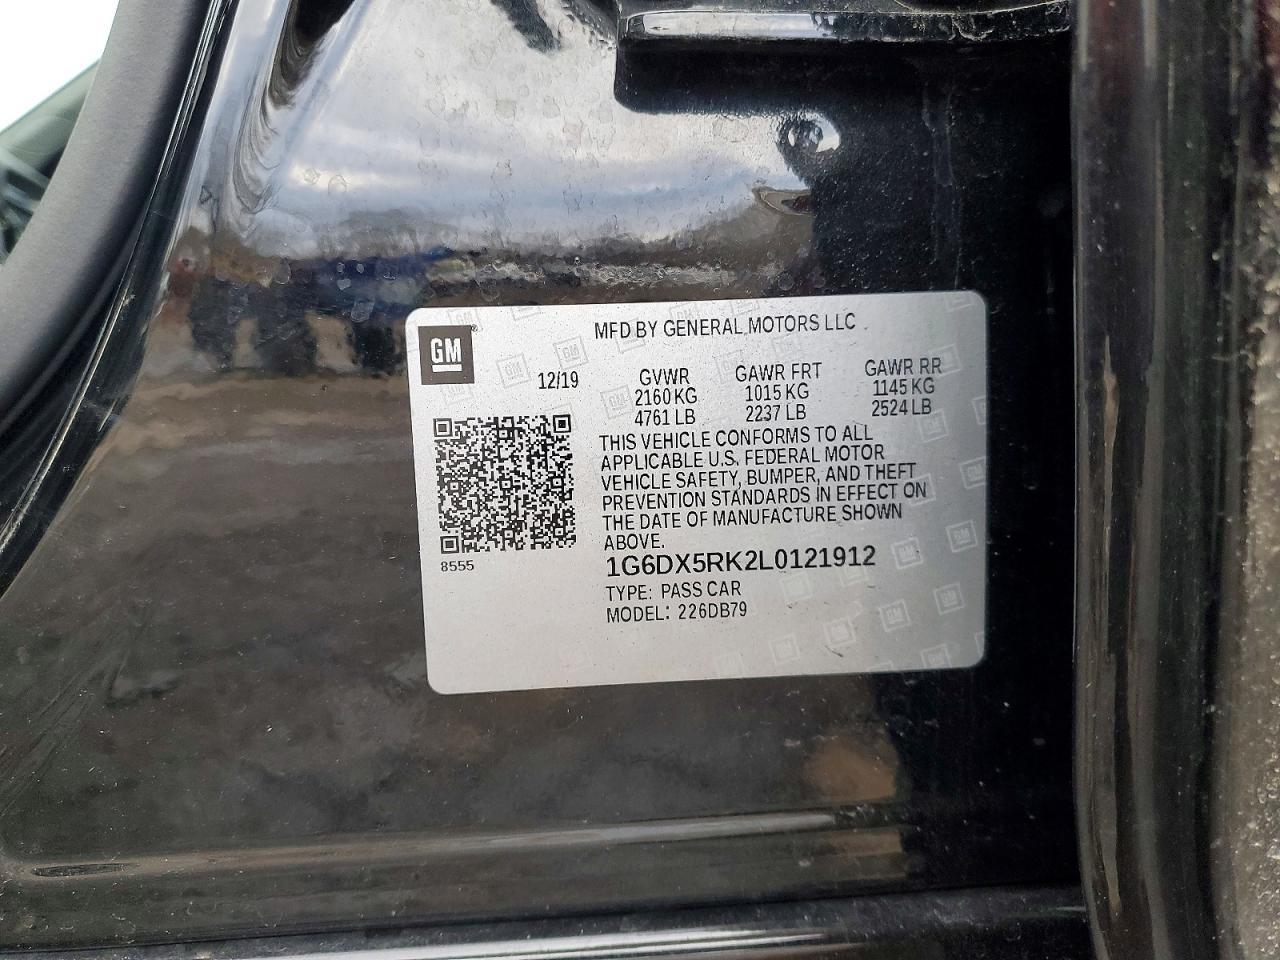 GM
MFD BY GENERAL MOTORS LLC
12/19 GVWR GAWR FRT GAWR RR
2160 KG 1015 KG 1145 KG
4761 LB 2237 LB 2524 LB
THIS VEHICLE CONFORMS TO ALL
APPLICABLE U.S. FEDERAL MOTOR
VEHICLE SAFETY, BUMPER, AND THEFT
PREVENTION STANDARDS IN EFFECT ON
THE DATE OF MANUFACTURE SHOWN
ABOVE.
8555
1G6DX5RK2L0121912
TYPE: PASS CAR
MODEL: 226DB79